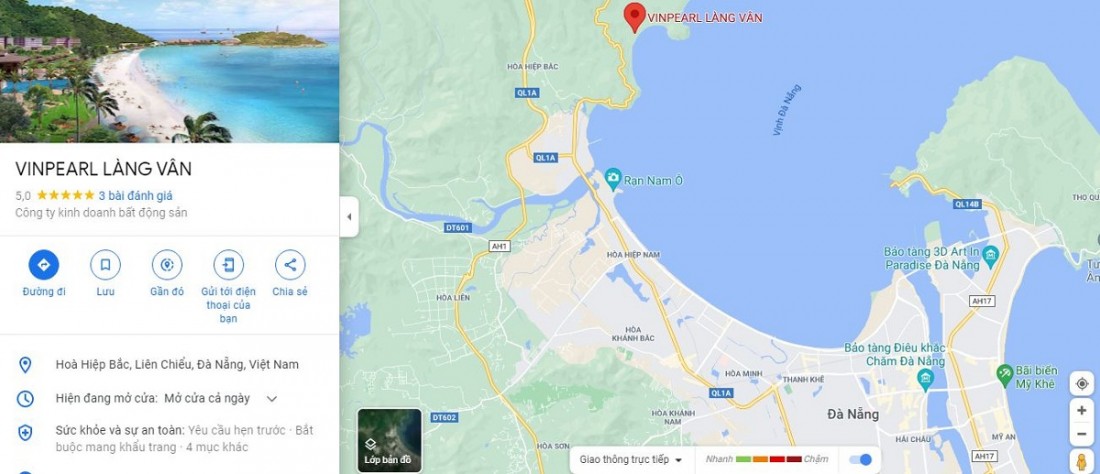 VINPEARL LÀNG VÂN
5,0 ★★★★★ 3 bài đánh giá
Công ty kinh doanh bất động sản
Đường đi
Lưu
Gần đó
Gửi tới điện
thoại của
bạn
Chia sẻ
Hoà Hiệp Bắc, Liên Chiểu, Đà Nẵng, Việt Nam
Hiện đang mở cửa: Mở cửa cả ngày
Sức khỏe và sự an toàn: Yêu cầu hẹn trước · Bắt
buộc mang khẩu trang · 4 mục khác
VINPEARL LÀNG VÂN
HÒA HIỆP BẮC
QL1A
Vịnh Đà Nẵng
QL1A
Rạn Nam Ô
THỌ QU
QL14B
DT601
AH1
HÒA HIỆP NAM
Bảo tàng 3D Art In
Paradise Đà Nẵng
HÒA LIÊN
AH17
HÒA
KHÁNH BẮC
Bảo tàng Điêu khắc
Chăm Đà Nẵng
Bãi biển
Mỹ Khê
HÒA MINH
THANH KHÊ
QL1A
HÒA KHÁNH
NAM
Đà Nẵng
DT602
HẢI CHÂU
MỸ AN
HÒA SƠN
AH17
Lớp bản đồ
Giao thông trực tiếp
Nhanh
Chậm